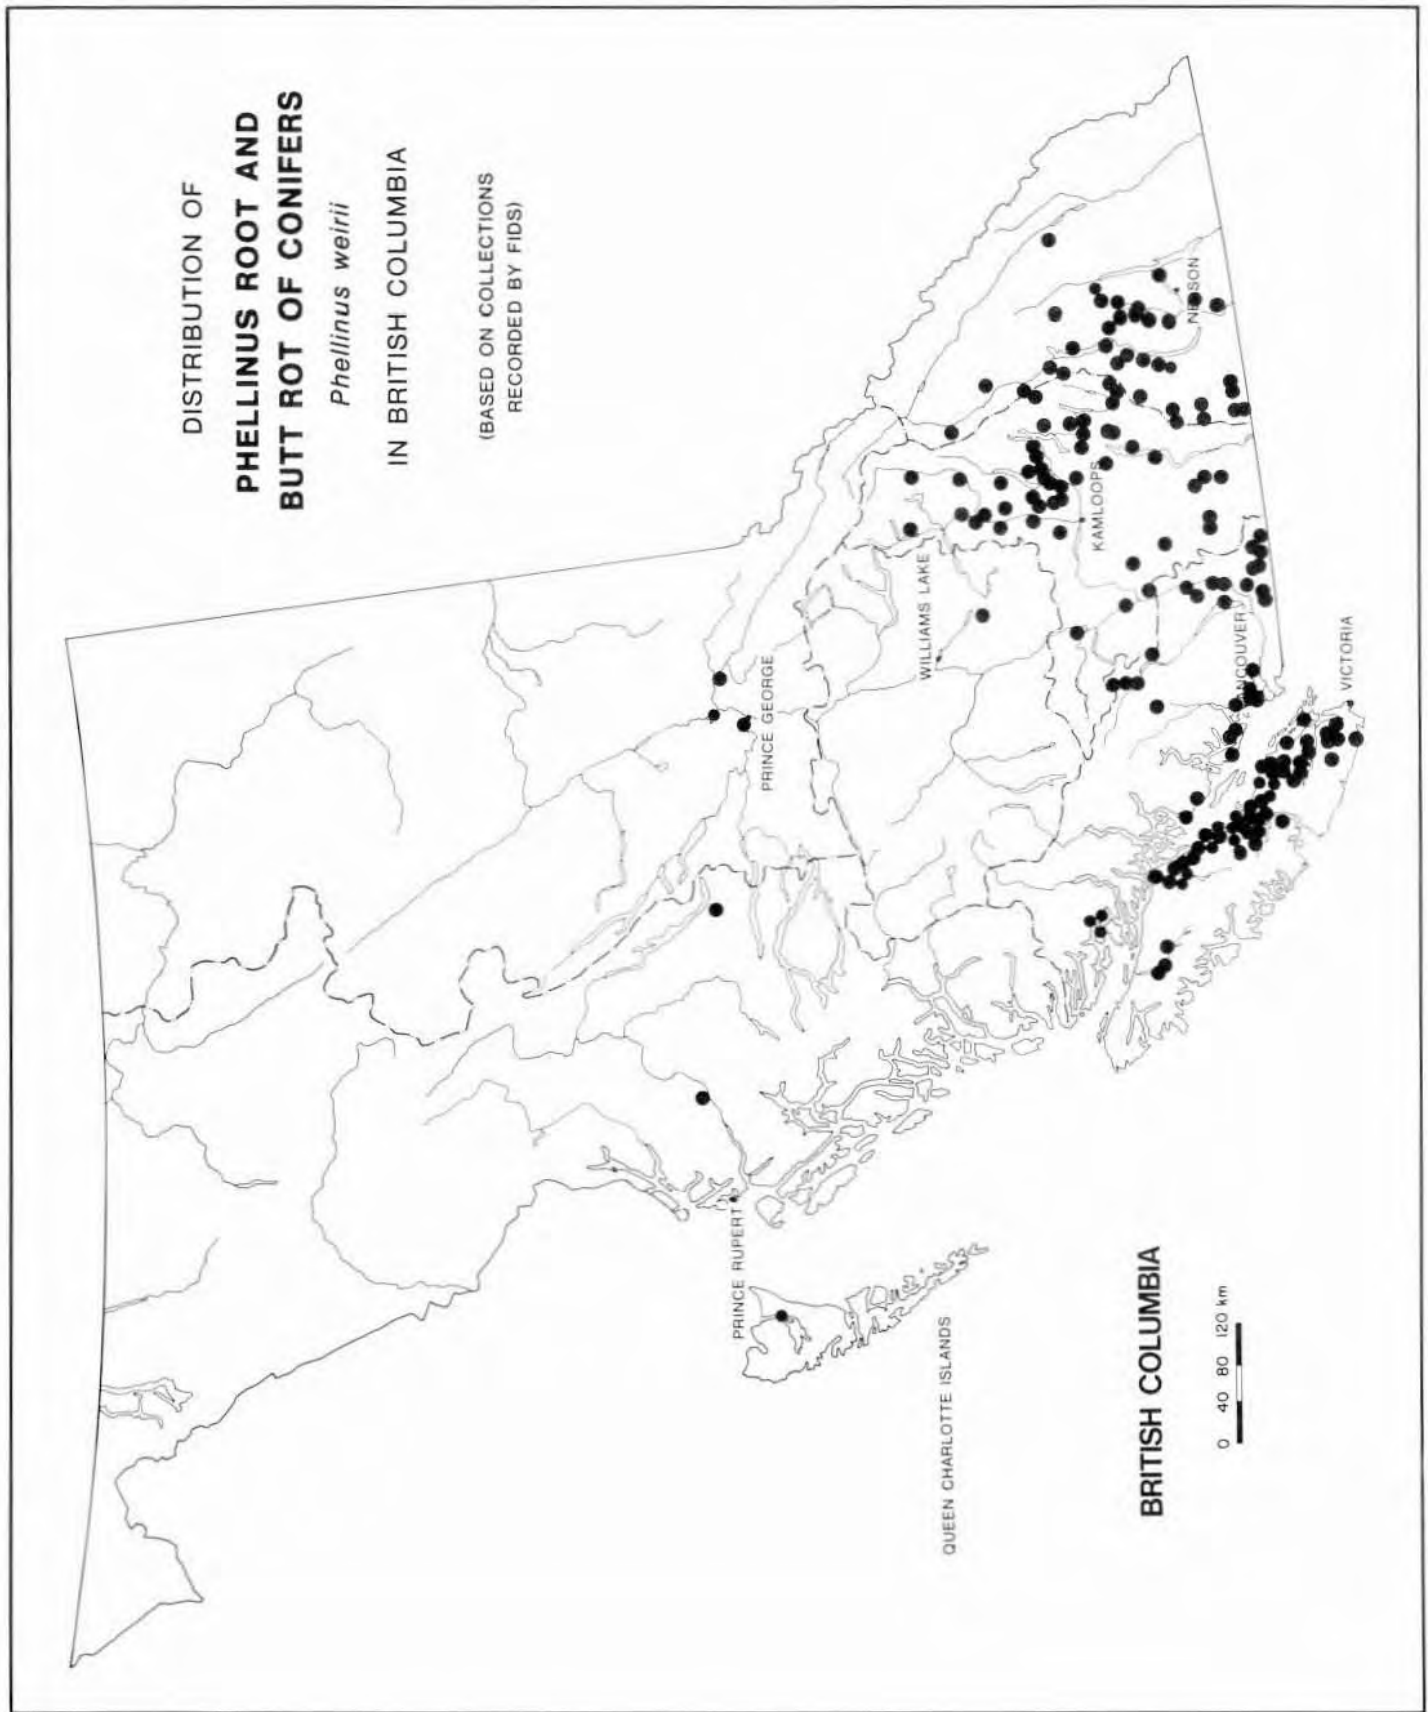 DISTRIBUTION OF
PHELLINUS ROOT AND
BUTT ROT OF CONIFERS
Phellinus weirii
IN BRITISH COLUMBIA
(BASED ON COLLECTIONS
RECORDED BY FIDS)
PRINCE RUPERT
PRINCE GEORGE
QUEEN CHARLOTTE ISLANDS
WILLIAMS LAKE
KAMLOOPS
NELSON
VANCOUVER
VICTORIA
BRITISH COLUMBIA
0 40 80 120 km